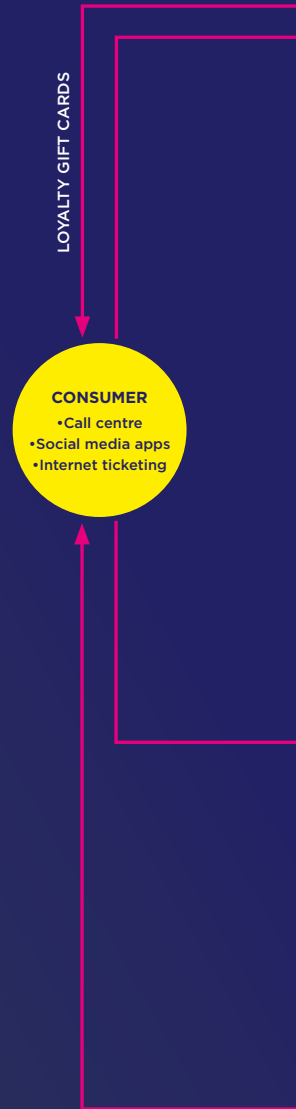 LOYALTY GIFT CARDS
CONSUMER
•Call centre
•Social media apps
•Internet ticketing